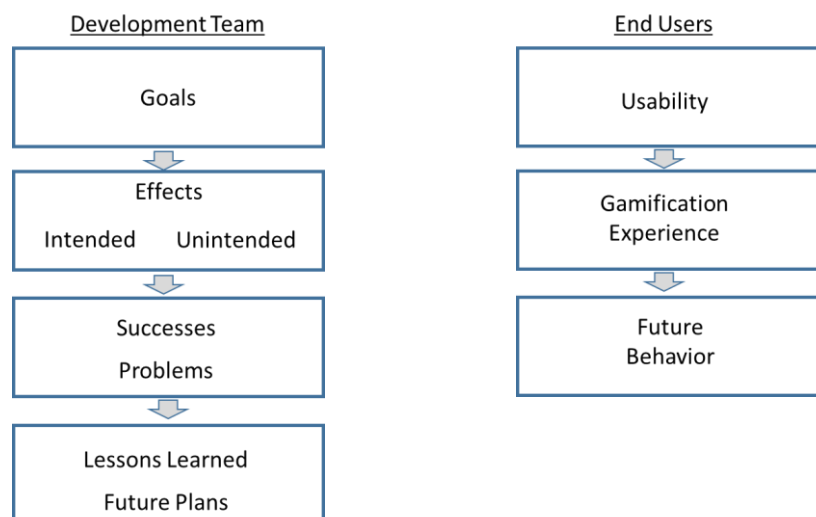 Development Team
Goals
Effects
Intended Unintended
Successes
Problems
Lessons Learned
Future Plans
End Users
Usability
Gamification
Experience
Future
Behavior